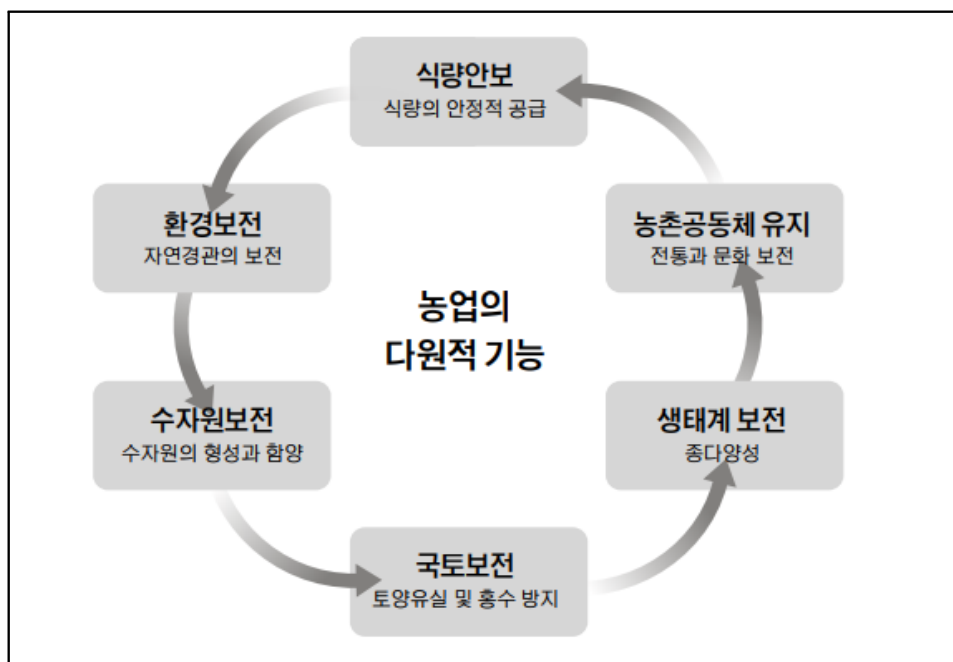 식량안보
식량의 안정적 공급
환경보전
자연경관의 보전
농촌공동체 유지
전통과 문화 보전
농업의
다원적 기능
수자원보전
수자원의 형성과 함양
생태계 보전
종다양성
국토보전
토양유실 및 홍수 방지